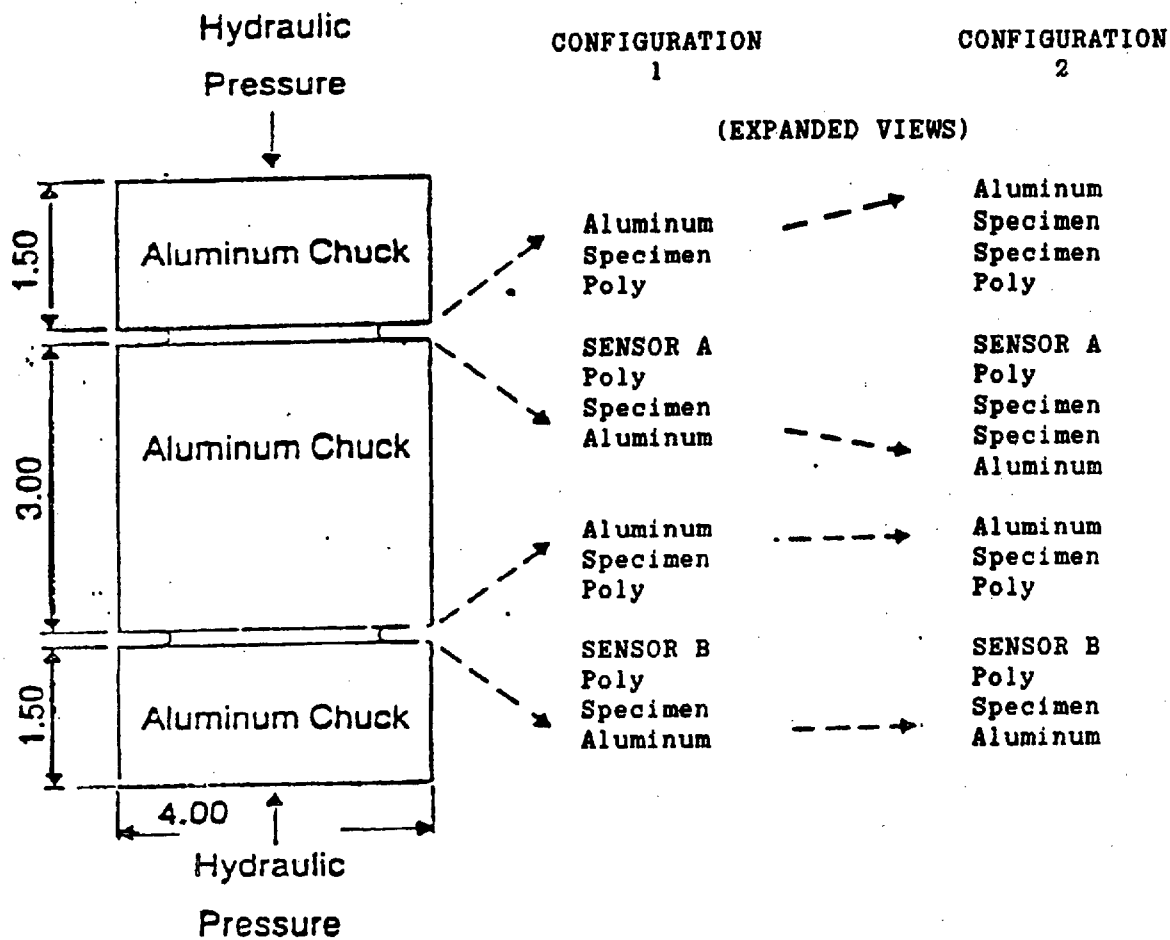 Hydraulic
Pressure
CONFIGURATION
1
CONFIGURATION
2
(EXPANDED VIEWS)
1.50
Aluminum Chuck
3.00
Aluminum Chuck
1.50
Aluminum Chuck
4.00
Hydraulic
Pressure
Aluminum
Specimen
Poly
SENSOR A
Poly
Specimen
Aluminum
Aluminum
Specimen
Poly
SENSOR B
Poly
Specimen
Aluminum
Aluminum
Specimen
Specimen
Poly
SENSOR A
Poly
Specimen
Specimen
Aluminum
Aluminum
Specimen
Poly
SENSOR B
Poly
Specimen
Aluminum